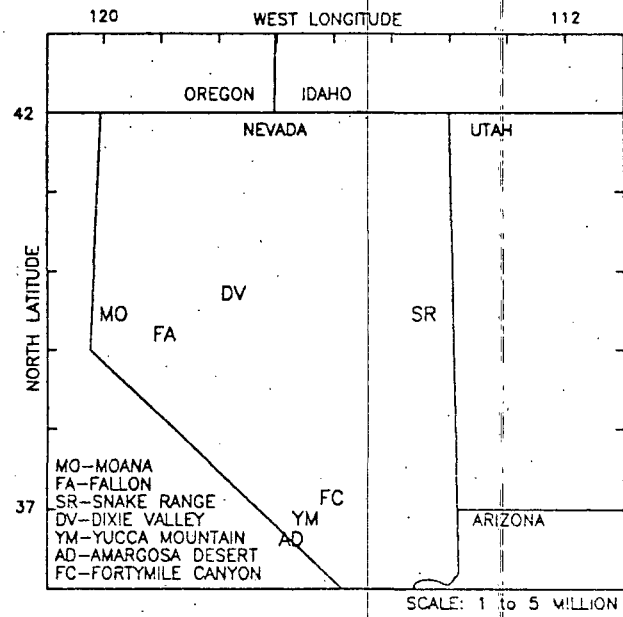 120 WEST LONGITUDE 112
OREGON IDAHO
42
NEVADA UTAH
NORTH LATITUDE
DV
MO SR
FA
MO-MOANA
FA-FALLON
SR-SNAKE RANGE FC
37
DV-DIXIE VALLEY YM ARIZONA
YM-YUCCA MOUNTAIN AD
AD-AMARGOSA DESERT
FC-FORTYMILE CANYON
SCALE: 1 to 5 MILLION